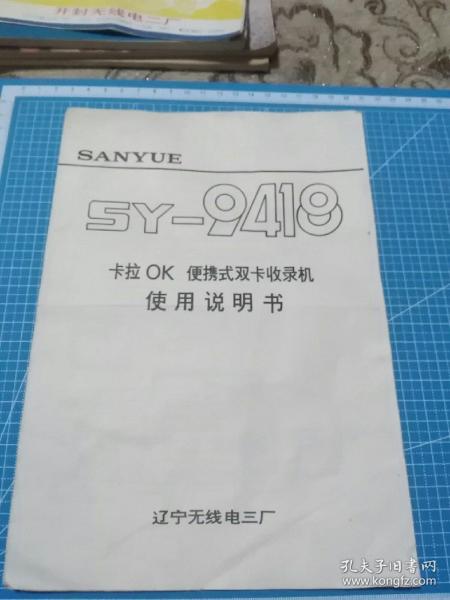 开封无线电三厂
SANYUE
SY-9418
卡拉OK 便携式双卡收录机
使用说明书
辽宁无线电三厂
孔夫子旧书网
www.kongfz.com